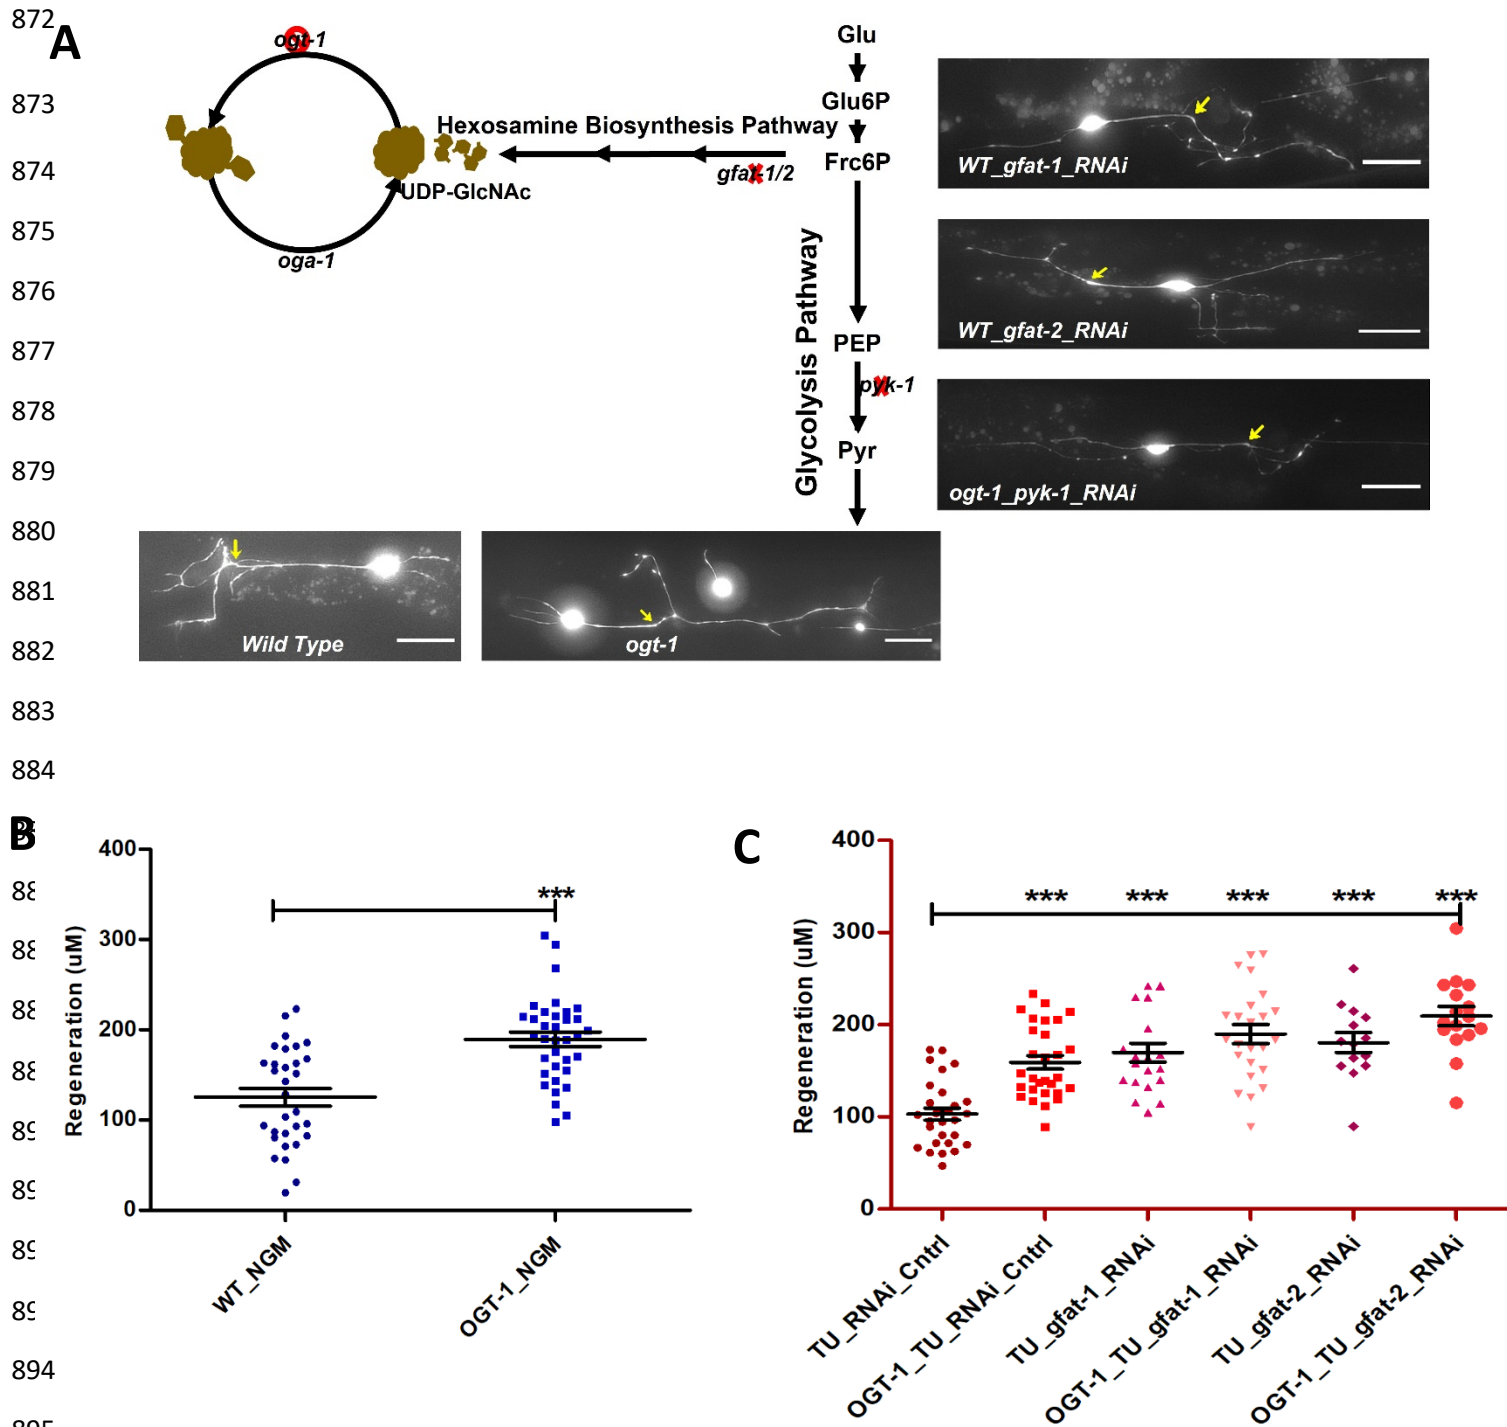 872
A
ogt-1
Glu
873
Glu6P
Hexosamine Biosynthesis Pathway
874
Frc6P
gfat-1/2
WT_gfat-1_RNAi
UDP-GlcNAc
875
oga-1
876
Glycolysis Pathway
WT_gfat-2_RNAi
877
PEP
pyk-1
878
Pyr
879
ogt-1_pyk-1_RNAi
880
881
882
Wild Type
ogt-1
883
884
B
400
300
200
100
0
Regeneration (uM)
***
WT_NGM
OGT-1_NGM
C
400
300
200
100
0
Regeneration (uM)
*** *** *** *** ***
TU_RNAi_Cntrl
OGT-1_TU_RNAi_Cntrl
TU_gfat-1_RNAi
OGT-1_TU_gfat-1_RNAi
TU_gfat-2_RNAi
OGT-1_TU_gfat-2_RNAi
894